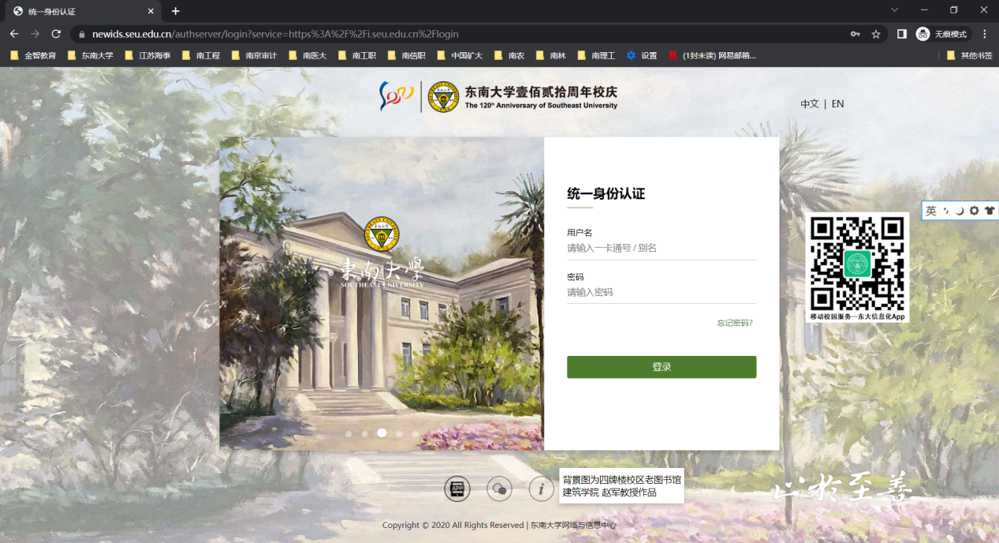 统一身份认证
newids.seu.edu.cn/authserver/login?service=https%3A%2F%2Fi.seu.edu.cn%2Flogin
无痕模式
金智教育 东南大学 江苏海事 南工程 南京审计 南医大 南工职 南信职 中国矿大 南农 南林 南理工 设置 (1封未读) 网易邮箱... 其他书签
东南大学壹佰贰拾周年校庆
The 120th Anniversary of Southeast University
中文 | EN
東南大學
SOUTHEAST UNIVERSITY
统一身份认证
用户名
请输入一卡通号 / 别名
密码
请输入密码
忘记密码?
登录
英
移动校园服务—东大信息化App
APP
i
背景图为四牌楼校区老图书馆
建筑学院 赵军教授作品
止於至善
Copyright © 2020 All Rights Reserved | 东南大学网络与信息中心